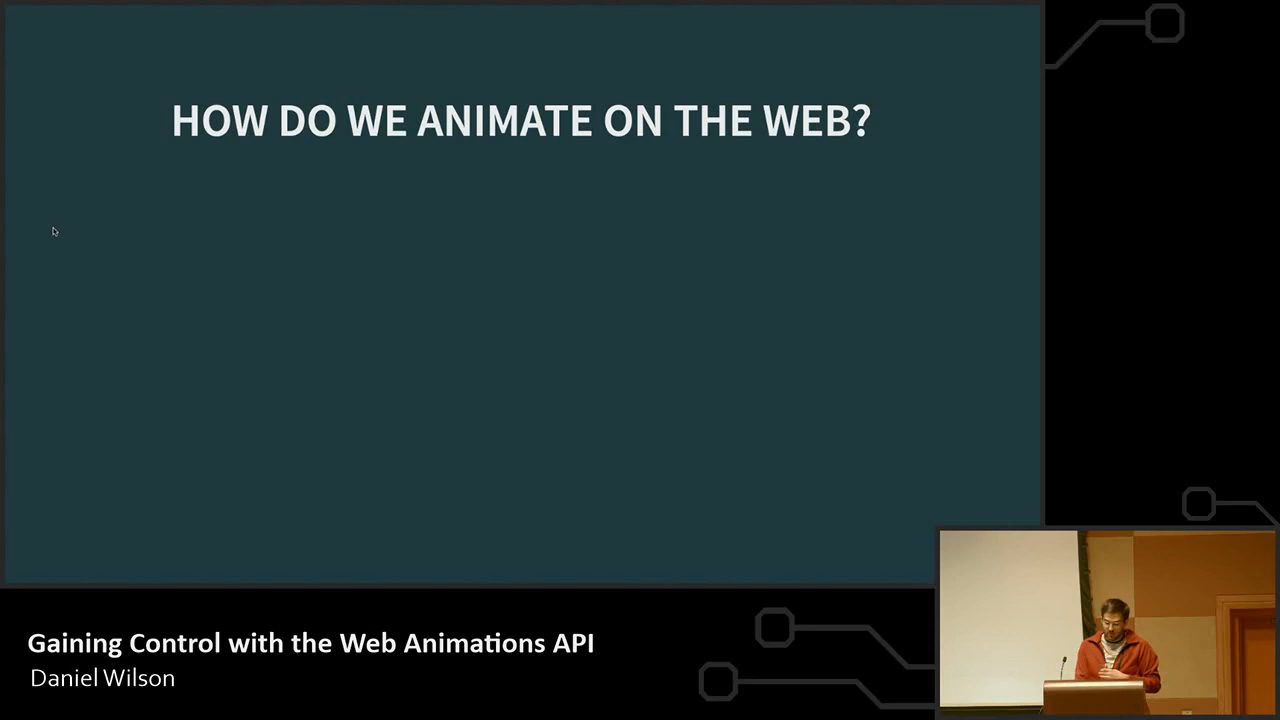 HOW DO WE ANIMATE ON THE WEB?
Gaining Control with the Web Animations API
Daniel Wilson